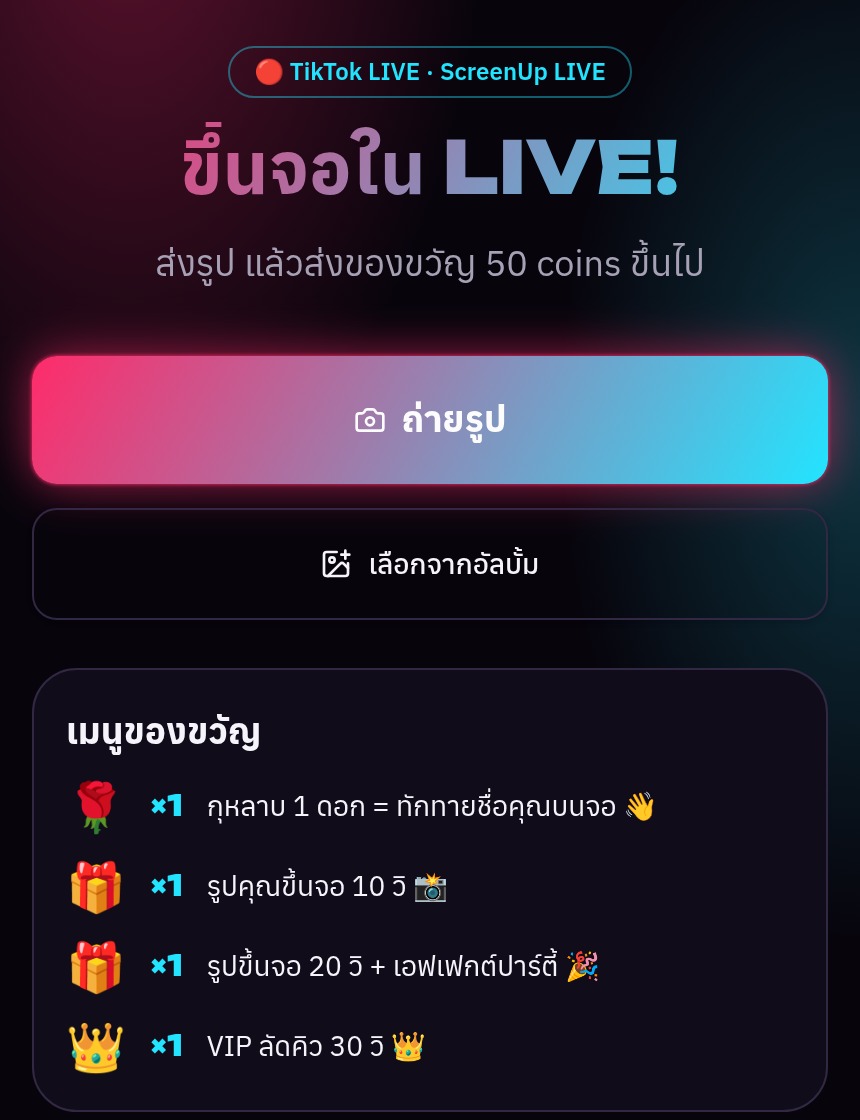 🔴 TikTok LIVE · ScreenUp LIVE
ขึ้นจอใน LIVE!
ส่งรูป แล้วส่งของขวัญ 50 coins ขึ้นไป
ถ่ายรูป
เลือกจากอัลบั้ม
เมนูของขวัญ
🌹 ×1 กุหลาบ 1 ดอก = ทักทายชื่อคุณบนจอ 👋
🎁 ×1 รูปคุณขึ้นจอ 10 วิ 📸
🎁 ×1 รูปขึ้นจอ 20 วิ + เอฟเฟกต์ปาร์ตี้ 🎉
👑 ×1 VIP ลัดคิว 30 วิ 👑